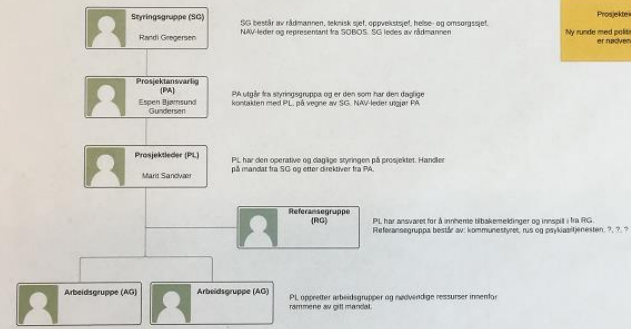 Styringsgruppe (SG)
Randi Gregersen
SG består av rådmannen, teknisk sjef, oppvekstsjef, helse- og omsorgssjef,
NAV-leder og representant fra SOBOS. SG ledes av rådmannen
Prosjektansvarlig
(PA)
Espen Bjørnsund
Gundersen
PA utgår fra styringsgruppa og er den som har den daglige
kontakten med PL, på vegne av SG. NAV-leder utgjør PA
Prosjektleder (PL)
Marit Sandvær
PL har den operative og daglige styringen på prosjektet. Handler
på mandat fra SG og etter direktiver fra PA.
Referansegruppe
(RG)
PL har ansvaret for å innhente tilbakemeldinger og innspill i fra RG.
Referansegruppa består av: kommunestyret, rus og psykiatritjenesten, ?, ?, ?
Arbeidsgruppe (AG)
Arbeidsgruppe (AG)
PL oppretter arbeidsgrupper og nødvendige ressurser innenfor
rammene av gitt mandat.
Ny runde med
er